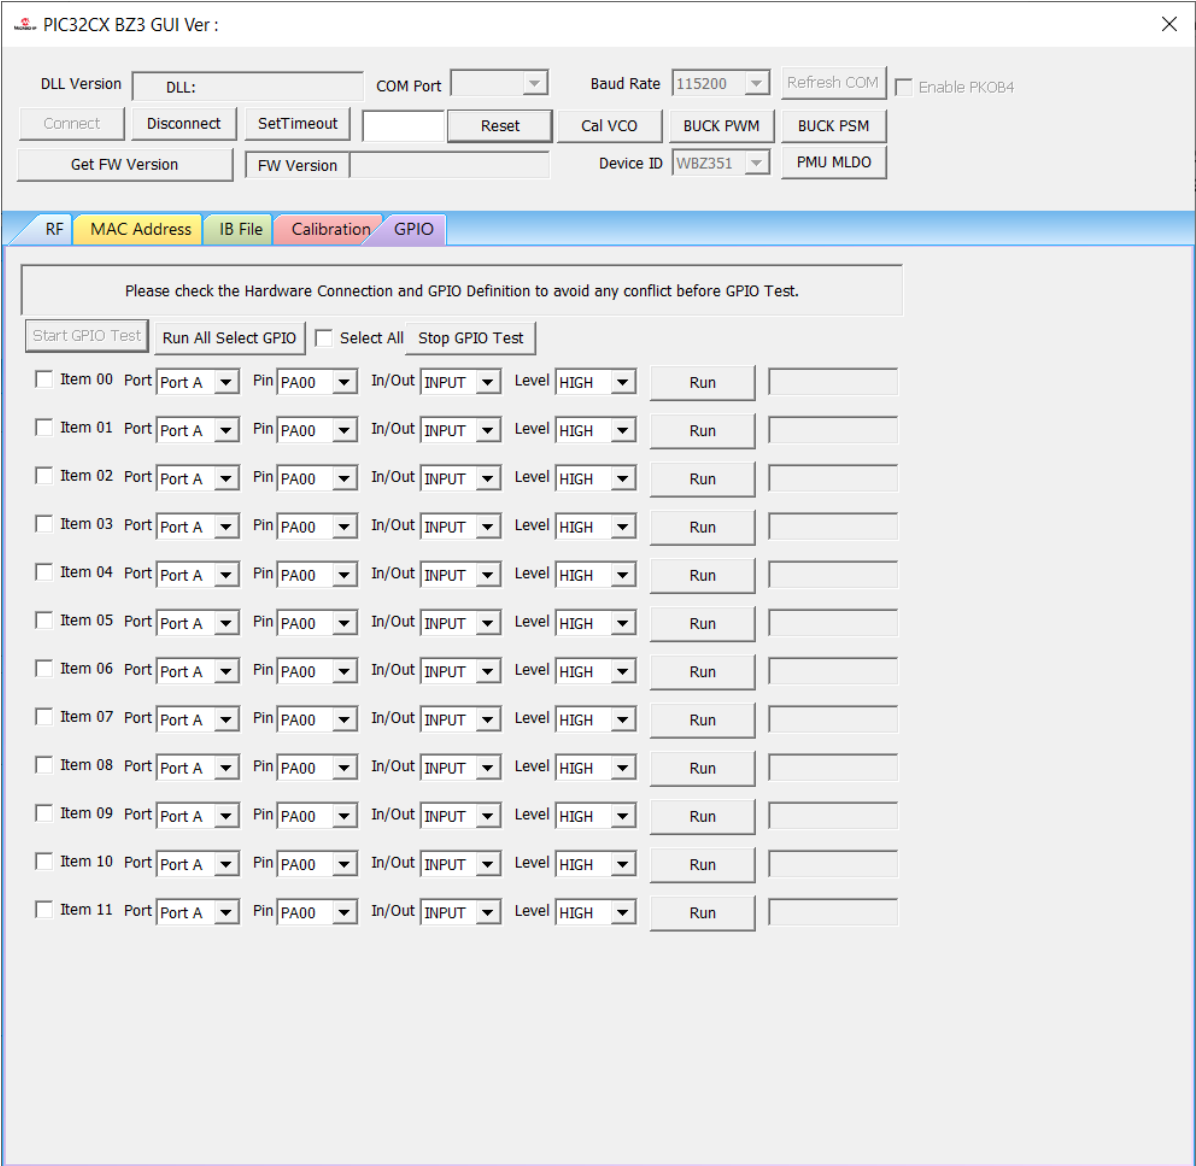 PIC32CX BZ3 GUI Ver :
DLL Version DLL: COM Port Baud Rate 115200 Refresh COM Enable PKOB4
Connect Disconnect SetTimeout Reset Cal VCO BUCK PWM BUCK PSM
Get FW Version FW Version Device ID WBZ351 PMU MLDO
RF MAC Address IB File Calibration GPIO
Please check the Hardware Connection and GPIO Definition to avoid any conflict before GPIO Test.
Start GPIO Test Run All Select GPIO Select All Stop GPIO Test
Item 00 Port Port A Pin PA00 In/Out INPUT Level HIGH Run
Item 01 Port Port A Pin PA00 In/Out INPUT Level HIGH Run
Item 02 Port Port A Pin PA00 In/Out INPUT Level HIGH Run
Item 03 Port Port A Pin PA00 In/Out INPUT Level HIGH Run
Item 04 Port Port A Pin PA00 In/Out INPUT Level HIGH Run
Item 05 Port Port A Pin PA00 In/Out INPUT Level HIGH Run
Item 06 Port Port A Pin PA00 In/Out INPUT Level HIGH Run
Item 07 Port Port A Pin PA00 In/Out INPUT Level HIGH Run
Item 08 Port Port A Pin PA00 In/Out INPUT Level HIGH Run
Item 09 Port Port A Pin PA00 In/Out INPUT Level HIGH Run
Item 10 Port Port A Pin PA00 In/Out INPUT Level HIGH Run
Item 11 Port Port A Pin PA00 In/Out INPUT Level HIGH Run